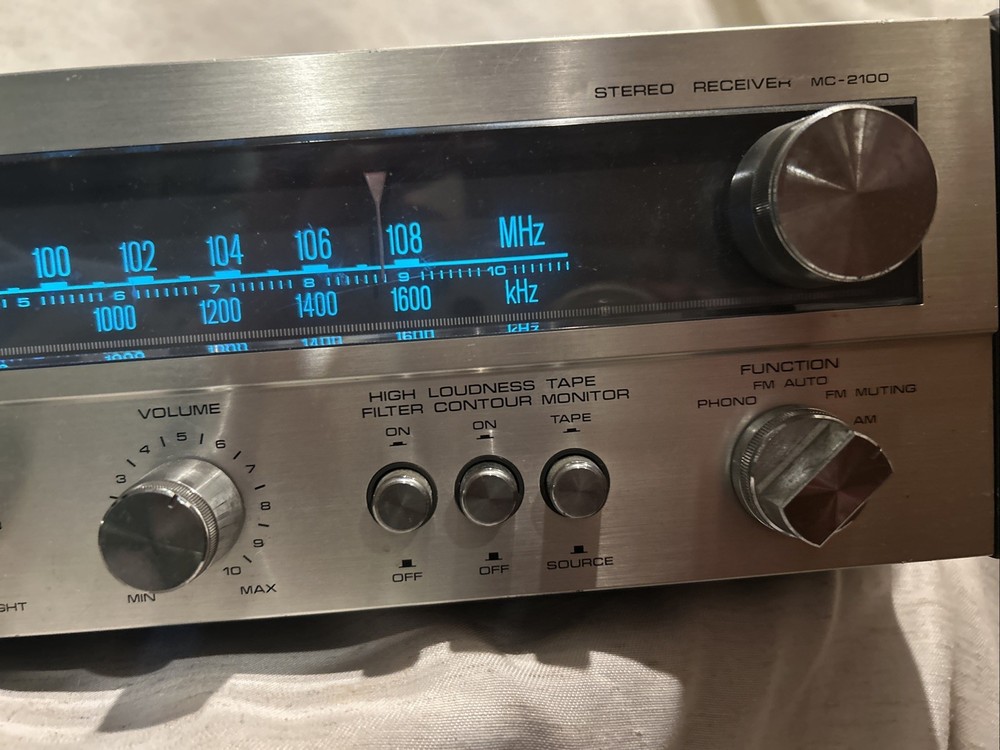 STEREO RECEIVER MC-2100
100 102 104 106 108 MHz
5 6 7 8 9 10
1000 1200 1400 1600 kHz
VOLUME
3 4 5 6 7 8 9 10
MIN MAX
HIGH FILTER
LOUDNESS CONTOUR
TAPE MONITOR
ON ON TAPE
OFF OFF SOURCE
FUNCTION
PHONO FM AUTO FM MUTING AM